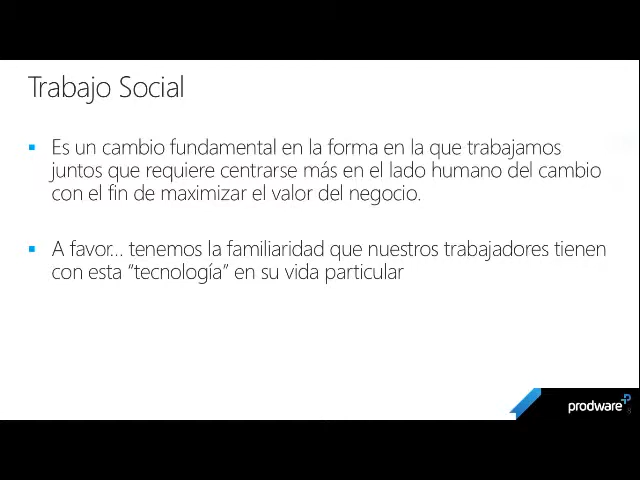 Trabajo Social
Es un cambio fundamental en la forma en la que trabajamos
juntos que requiere centrarse más en el lado humano del cambio
con el fin de maximizar el valor del negocio.
A favor... tenemos la familiaridad que nuestros trabajadores tienen
con esta “tecnología” en su vida particular
prodware